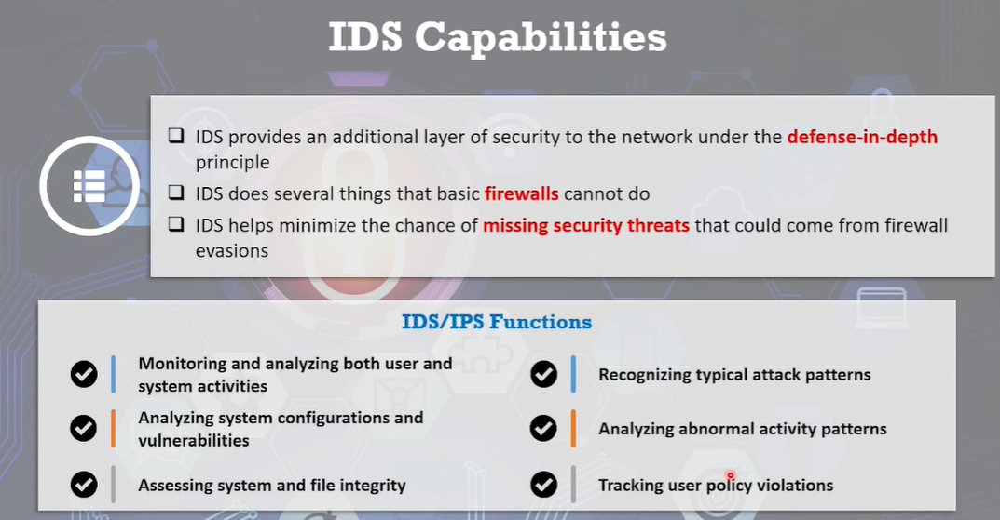 IDS Capabilities
IDS provides an additional layer of security to the network under the defense-in-depth
principle
IDS does several things that basic firewalls cannot do
IDS helps minimize the chance of missing security threats that could come from firewall
evasions
IDS/IPS Functions
Monitoring and analyzing both user and
system activities
Analyzing system configurations and
vulnerabilities
Assessing system and file integrity
Recognizing typical attack patterns
Analyzing abnormal activity patterns
Tracking user policy violations